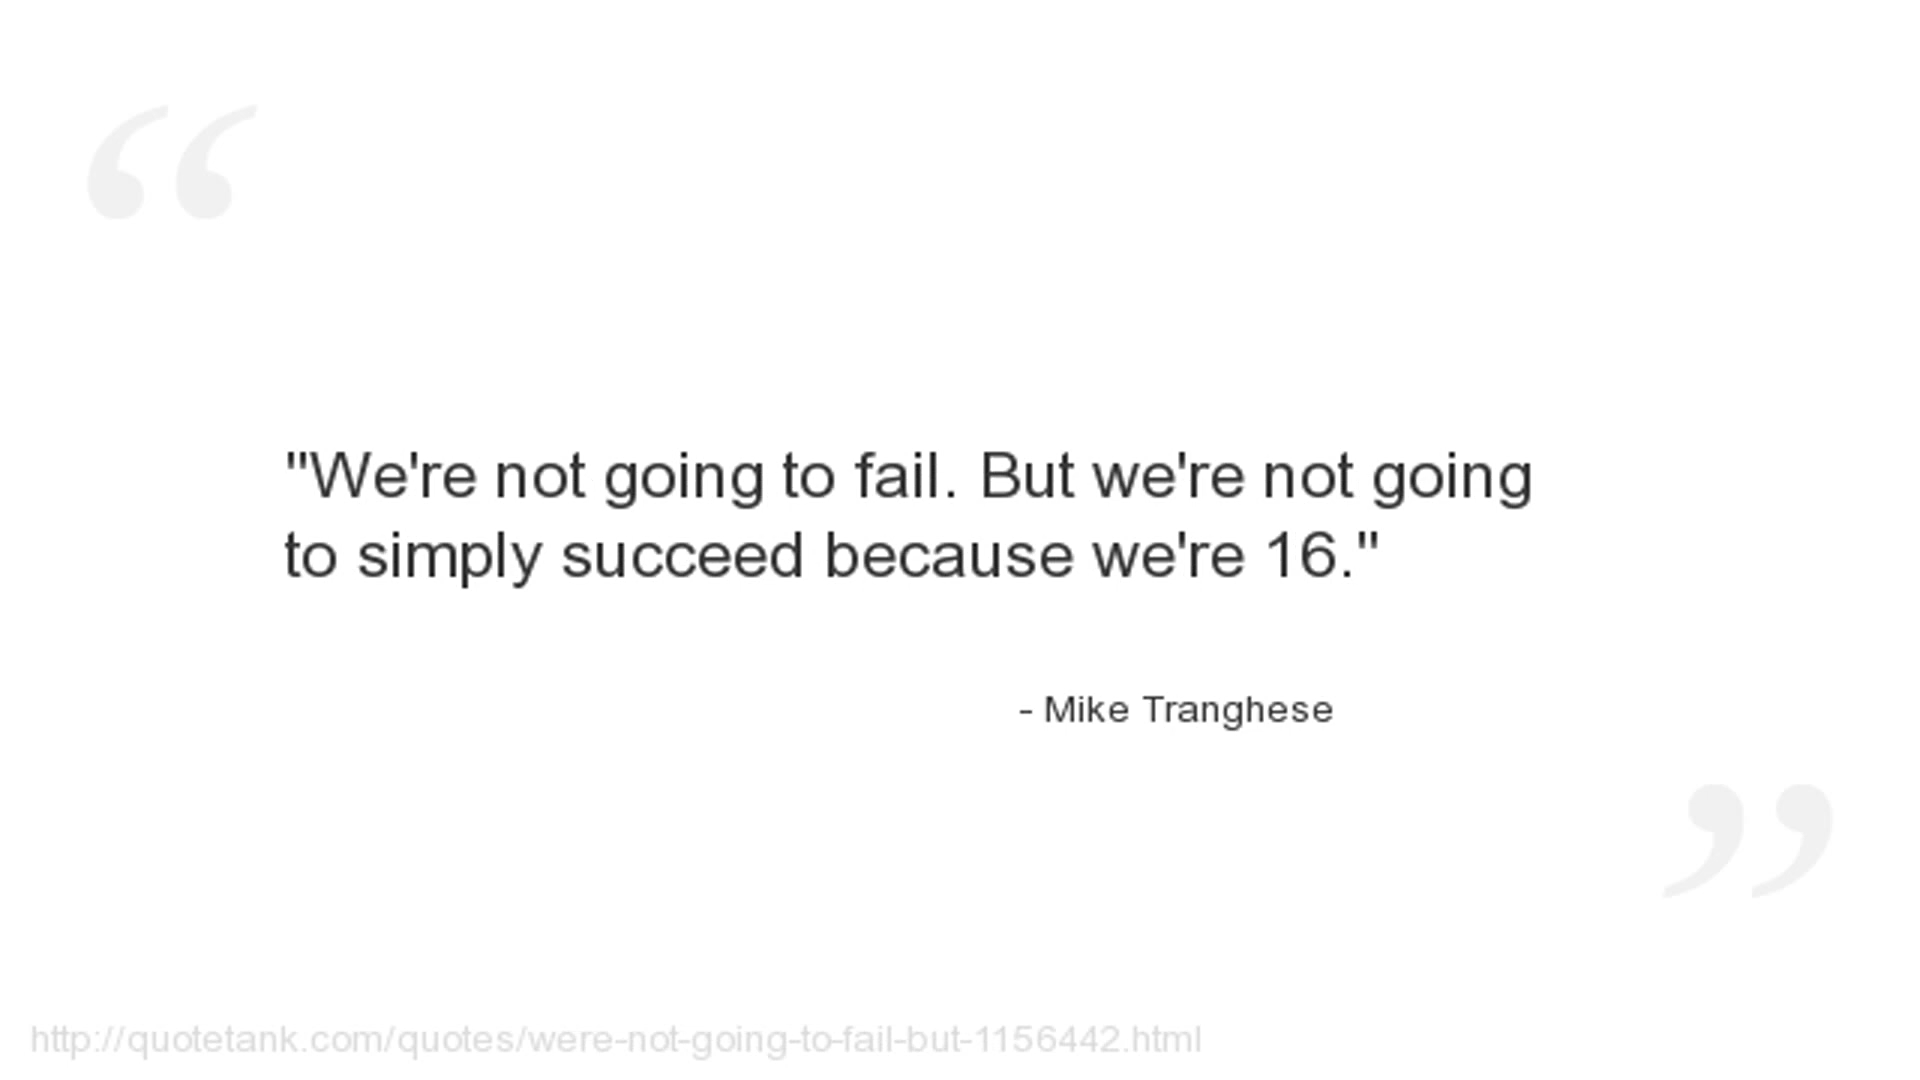 "We're not going to fail. But we're not going
to simply succeed because we're 16."
- Mike Tranghese
http://quotetank.com/quotes/were-not-going-to-fail-but-1156442.html